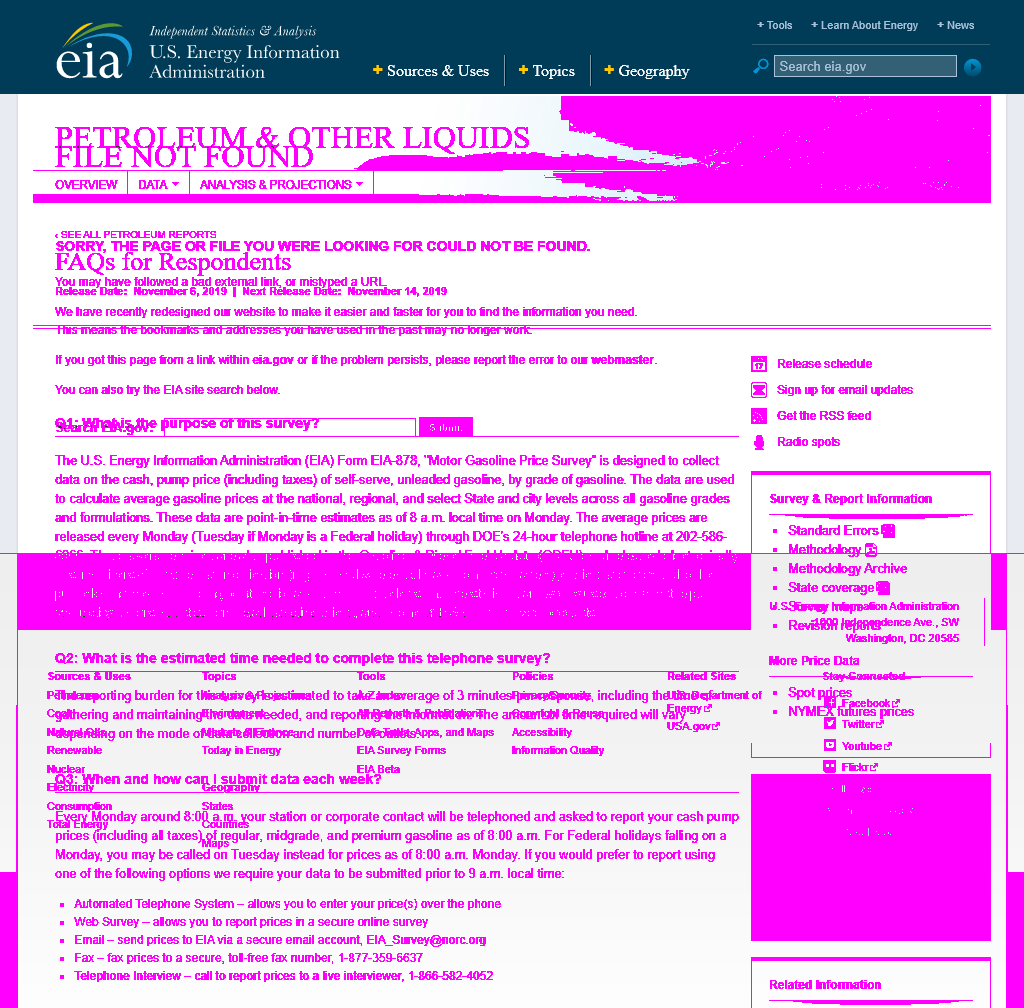 Independent Statistics & Analysis
eia
U.S. Energy Information
Administration
+ Tools
+ Learn About Energy
+ News
+ Sources & Uses
+ Topics
+ Geography
Search eia.gov
PETROLEUM & OTHER LIQUIDS
FILE NOT FOUND
OVERVIEW
DATA
ANALYSIS & PROJECTIONS
‹ SEE ALL PETROLEUM REPORTS
SORRY, THE PAGE OR FILE YOU WERE LOOKING FOR COULD NOT BE FOUND.
FAQs for Respondents
You may have followed a bad external link, or mistyped a URL.
Release Date: November 6, 2019 | Next Release Date: November 14, 2019
We have recently redesigned our website to make it easier and faster for you to find the information you need.
This means the bookmarks and addresses you have used in the past may no longer work.
If you got this page from a link within eia.gov or if the problem persists, please report the error to our webmaster.
You can also try the EIA site search below.
Q1: What is the purpose of this survey?
Search EIA.gov:
Submit
The U.S. Energy Information Administration (EIA) Form EIA-878, "Motor Gasoline Price Survey" is designed to collect
data on the cash, pump price (including taxes) of self-serve, unleaded gasoline, by grade of gasoline. The data are used
to calculate average gasoline prices at the national, regional, and select State and city levels across all gasoline grades
and formulations. These data are point-in-time estimates as of 8 a.m. local time on Monday. The average prices are
released every Monday (Tuesday if Monday is a Federal holiday) through DOE's 24-hour telephone hotline at 202-586-
Release schedule
Sign up for email updates
Get the RSS feed
Radio spots
Survey & Report Information
Standard Errors
Methodology
Methodology Archive
State coverage
U.S. Energy Information Administration
1000 Independence Ave., SW
Revision reports
Washington, DC 20585
More Price Data
Q2: What is the estimated time needed to complete this telephone survey?
Sources & Uses
Topics
Tools
Policies
Related Sites
Stay Connected
The reporting burden for this survey is estimated to take an average of 3 minutes per response, including the time of
gathering and maintaining the data needed, and reporting the information. The annual time required will vary
depending on the mode of data collection and number of outlets.
U.S. Department of
Energy
USA.gov
Spot prices
NYMEX futures prices
Facebook
Twitter
Youtube
Flickr
Natural Gas
Renewable
Nuclear
Electricity
Consumption
Total Energy
Today in Energy
Geography
States
Countries
Maps
Data Tools, Apps, and Maps
EIA Survey Forms
EIA Beta
Accessibility
Information Quality
Q3: When and how can I submit data each week?
Every Monday around 8:00 a.m. your station or corporate contact will be telephoned and asked to report your cash pump
prices (including all taxes) of regular, midgrade, and premium gasoline as of 8:00 a.m. For Federal holidays falling on a
Monday, you may be called on Tuesday instead for prices as of 8:00 a.m. Monday. If you would prefer to report using
one of the following options we require your data to be submitted prior to 9 a.m. local time:
Automated Telephone System – allows you to enter your price(s) over the phone
Web Survey – allows you to report prices in a secure online survey
Email – send prices to EIA via a secure email account, EIA_Survey@norc.org
Fax – fax prices to a secure, toll-free fax number, 1-877-359-6637
Telephone Interview – call to report prices to a live interviewer, 1-866-582-4052
Related Information